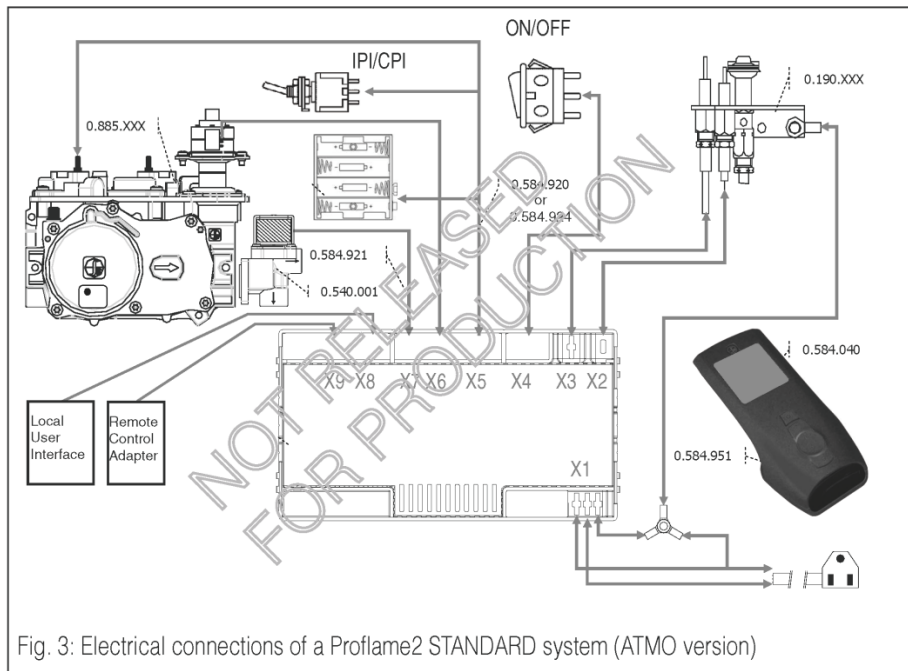 ON/OFF
IPI/CPI
0.190.XXX
0.885.XXX
0.584.920
or
0.584.924
0.584.921
0.540.001
NOT RELEASED
FOR PRODUCTION
X9 X8 X7 X6 X5 X4 X3 X2
0.584.040
Local
User
Interface
Remote
Control
Adapter
0.584.951
X1
Fig. 3: Electrical connections of a Proflame2 STANDARD system (ATMO version)